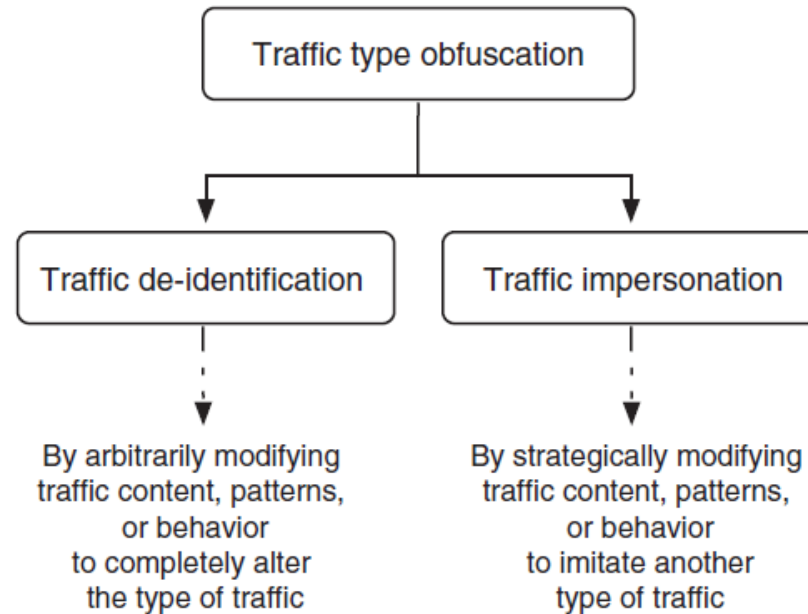 Traffic type obfuscation
Traffic de-identification
Traffic impersonation
By arbitrarily modifying
traffic content, patterns,
or behavior
to completely alter
the type of traffic
By strategically modifying
traffic content, patterns,
or behavior
to imitate another
type of traffic